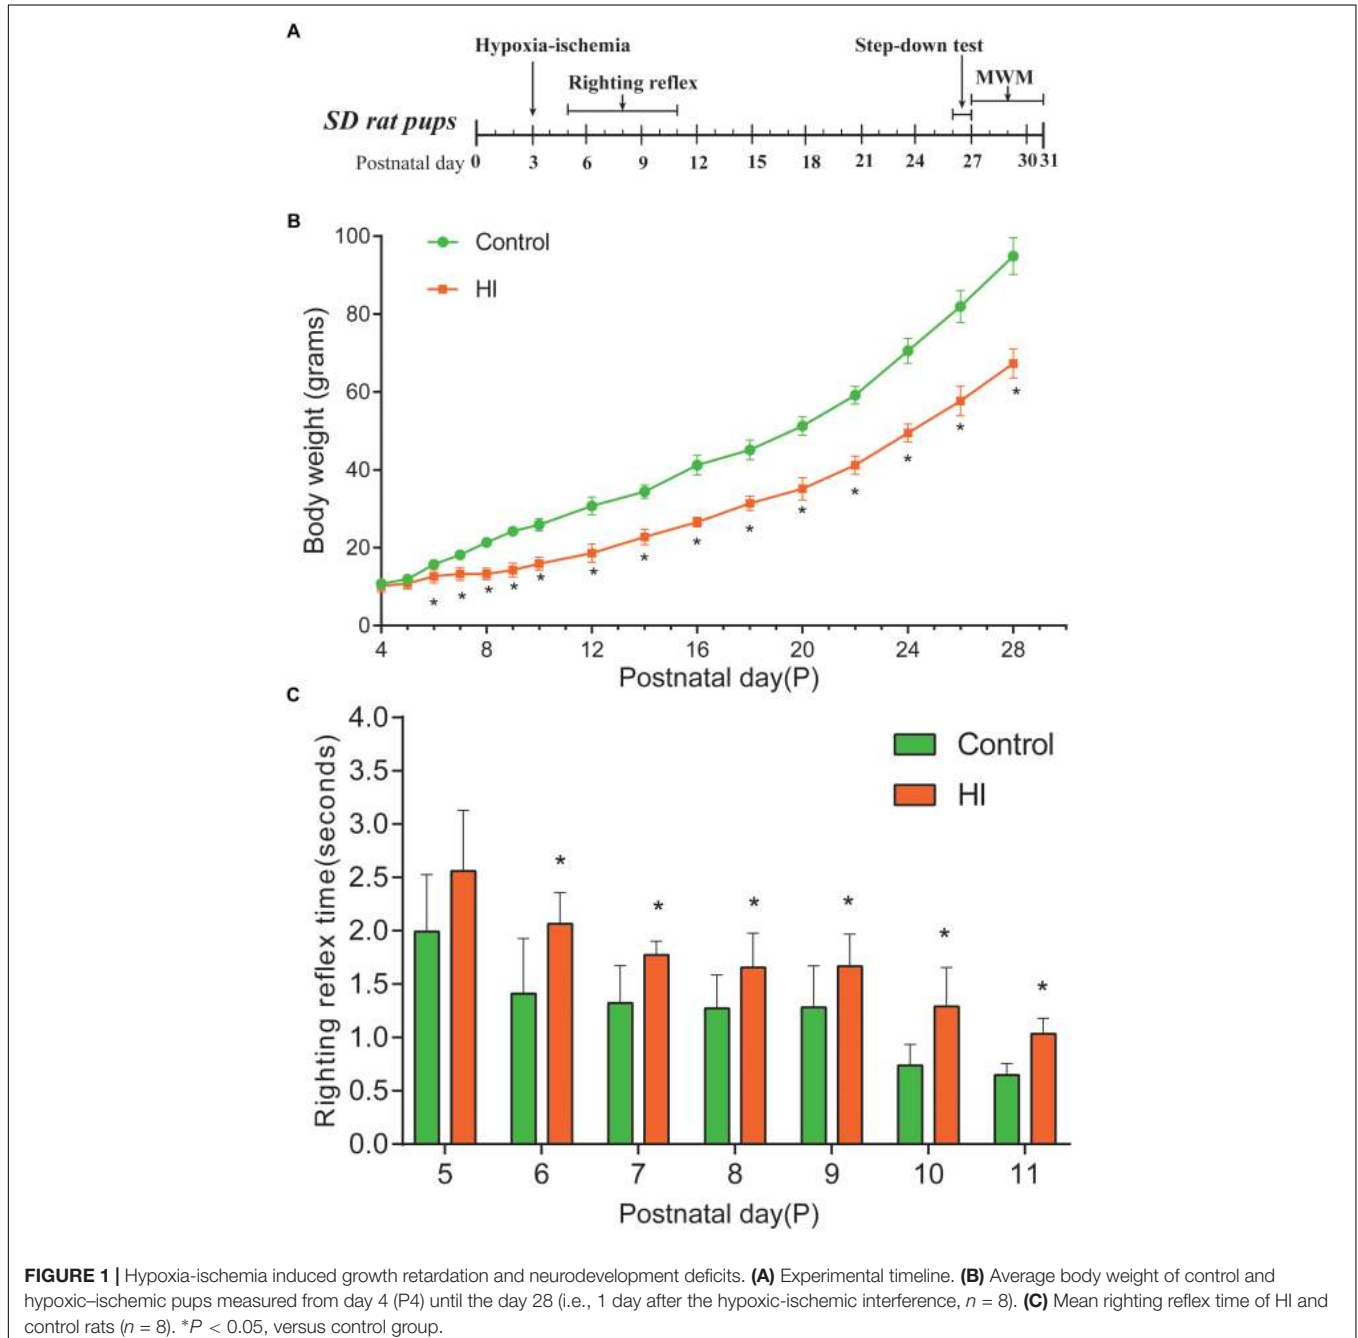 A
Hypoxia-ischemia
Step-down test
Righting reflex
MWM
SD rat pups
Postnatal day 0 3 6 9 12 15 18 21 24 27 30 31
B
100
80
60
40
20
0
Body weight (grams)
Control
HI
* * * * * * * * * * * * * *
4 8 12 16 20 24 28
Postnatal day(P)
C
4.0
3.5
3.0
2.5
2.0
1.5
1.0
0.5
0.0
Righting reflex time(seconds)
Control
HI
* * * * * *
5 6 7 8 9 10 11
Postnatal day(P)
FIGURE 1 | Hypoxia-ischemia induced growth retardation and neurodevelopment deficits. (A) Experimental timeline. (B) Average body weight of control and
hypoxic–ischemic pups measured from day 4 (P4) until the day 28 (i.e., 1 day after the hypoxic-ischemic interference, n = 8). (C) Mean righting reflex time of HI and
control rats (n = 8). *P < 0.05, versus control group.